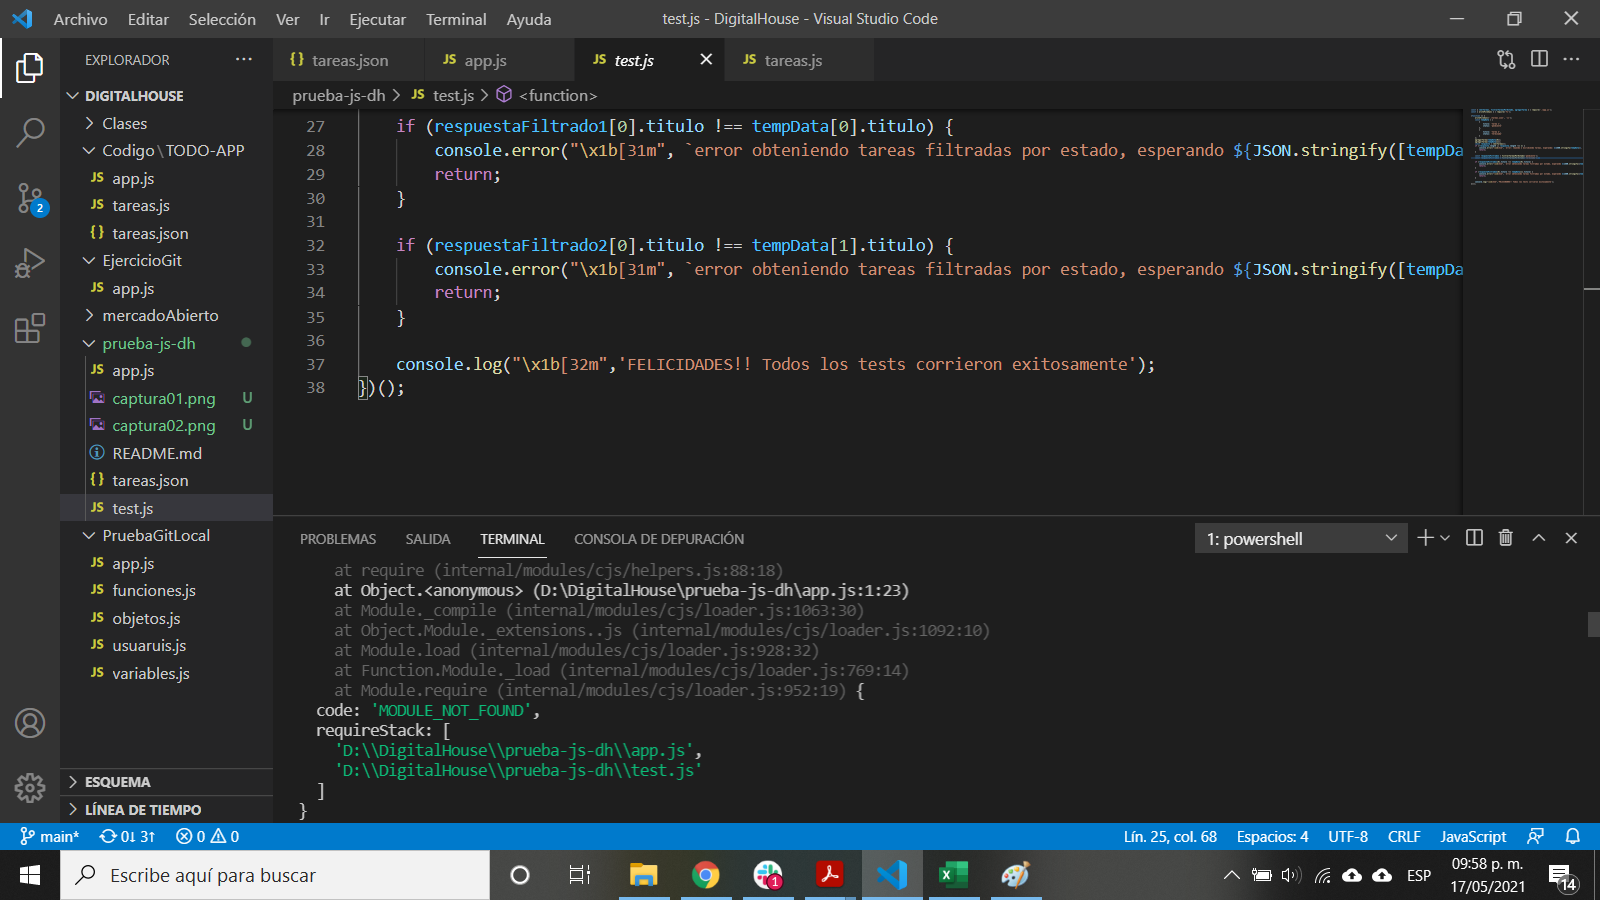 Archivo Editar Selección Ver Ir Ejecutar Terminal Ayuda
test.js - DigitalHouse - Visual Studio Code
EXPLORADOR
DIGITALHOUSE
Clases
Codigo\TODO-APP
JS app.js
JS tareas.js
{} tareas.json
EjercicioGit
JS app.js
mercadoAbierto
prueba-js-dh
JS app.js
captura01.png U
captura02.png U
README.md
{} tareas.json
JS test.js
PruebaGitLocal
JS app.js
JS funciones.js
JS objetos.js
JS usuaruis.js
JS variables.js
ESQUEMA
LÍNEA DE TIEMPO
2
{} tareas.json
JS app.js
JS test.js
JS tareas.js
prueba-js-dh > JS test.js > <function>
27 if (respuestaFiltrado1[0].titulo !== tempData[0].titulo) {
28 console.error("\x1b[31m", `error obteniendo tareas filtradas por estado, esperando ${JSON.stringify([tempDa
29 return;
30 }
31
32 if (respuestaFiltrado2[0].titulo !== tempData[1].titulo) {
33 console.error("\x1b[31m", `error obteniendo tareas filtradas por estado, esperando ${JSON.stringify([tempDa
34 return;
35 }
36
37 console.log("\x1b[32m",'FELICIDADES!! Todos los tests corrieron exitosamente');
38 })();
PROBLEMAS SALIDA TERMINAL CONSOLA DE DEPURACIÓN
1: powershell
at require (internal/modules/cjs/helpers.js:88:18)
at Object.<anonymous> (D:\DigitalHouse\prueba-js-dh\app.js:1:23)
at Module._compile (internal/modules/cjs/loader.js:1063:30)
at Object.Module._extensions..js (internal/modules/cjs/loader.js:1092:10)
at Module.load (internal/modules/cjs/loader.js:928:32)
at Function.Module._load (internal/modules/cjs/loader.js:769:14)
at Module.require (internal/modules/cjs/loader.js:952:19) {
code: 'MODULE_NOT_FOUND',
requireStack: [
'D:\\DigitalHouse\\prueba-js-dh\\app.js',
'D:\\DigitalHouse\\prueba-js-dh\\test.js'
]
}
main* 0↓ 3↑ 0 0
Lín. 25, col. 68 Espacios: 4 UTF-8 CRLF JavaScript
Escribe aquí para buscar
1
ESP
09:58 p. m.
17/05/2021
14